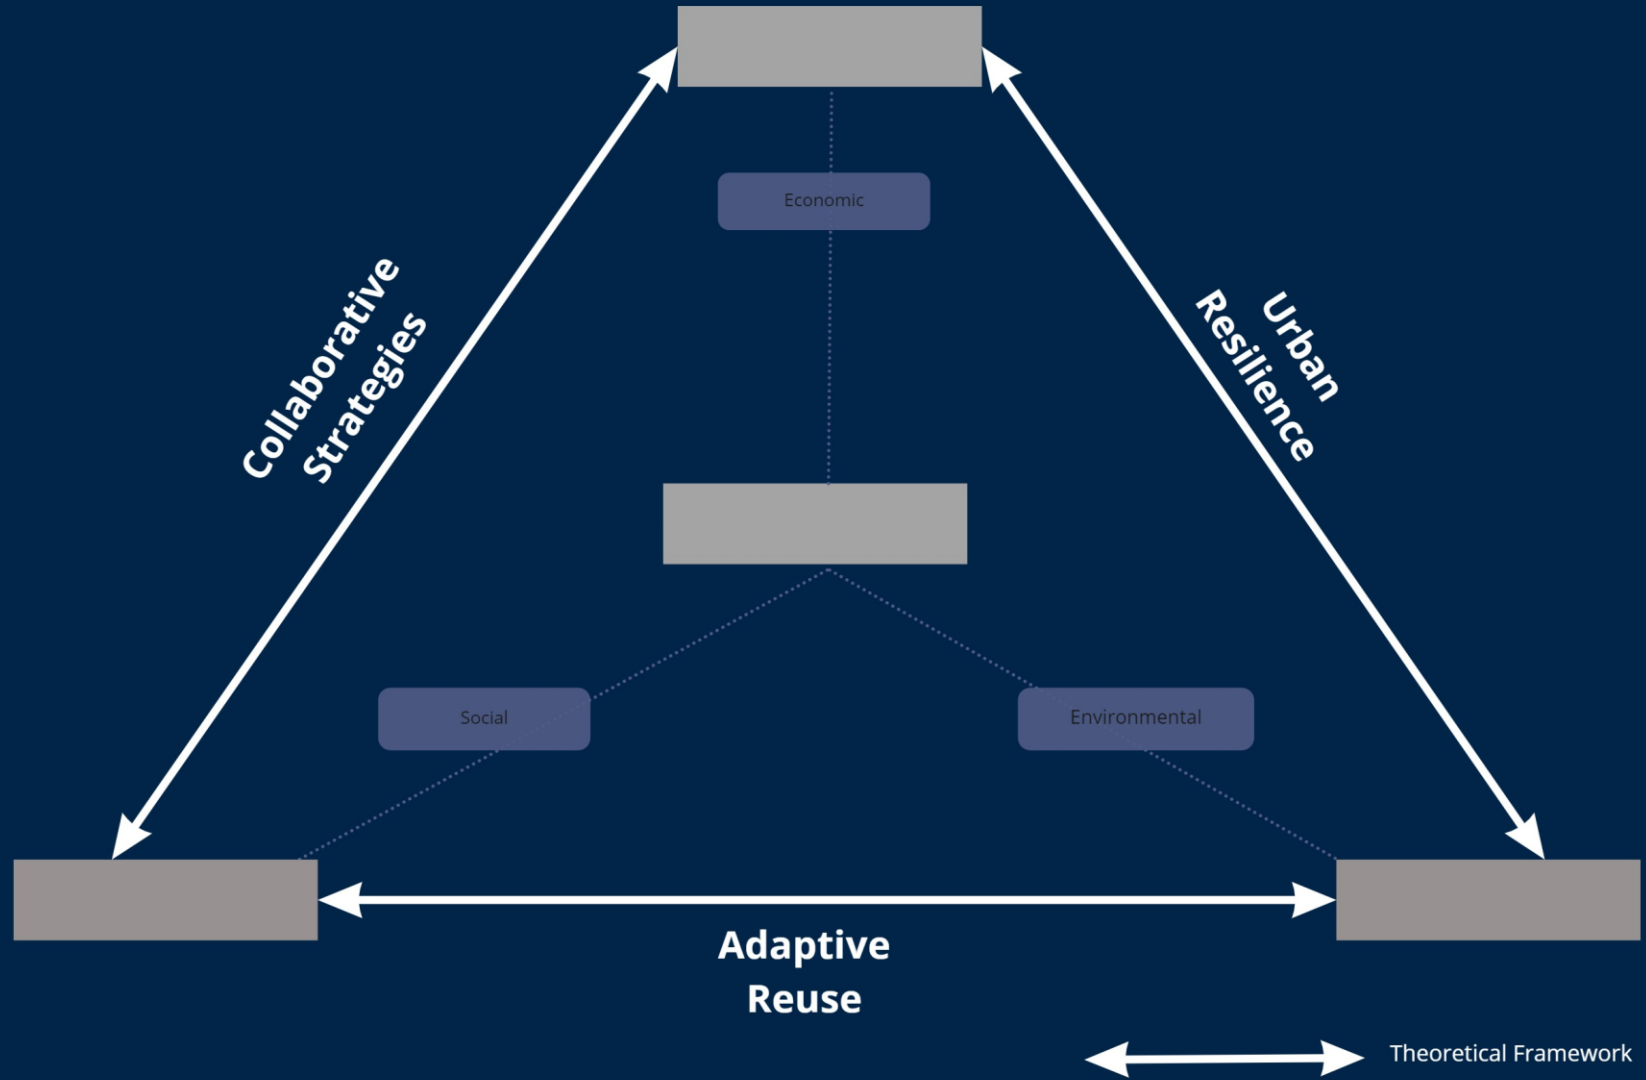 Economic
Collaborative
Strategies
Urban
Resilience
Social
Environmental
Adaptive
Reuse
Theoretical Framework